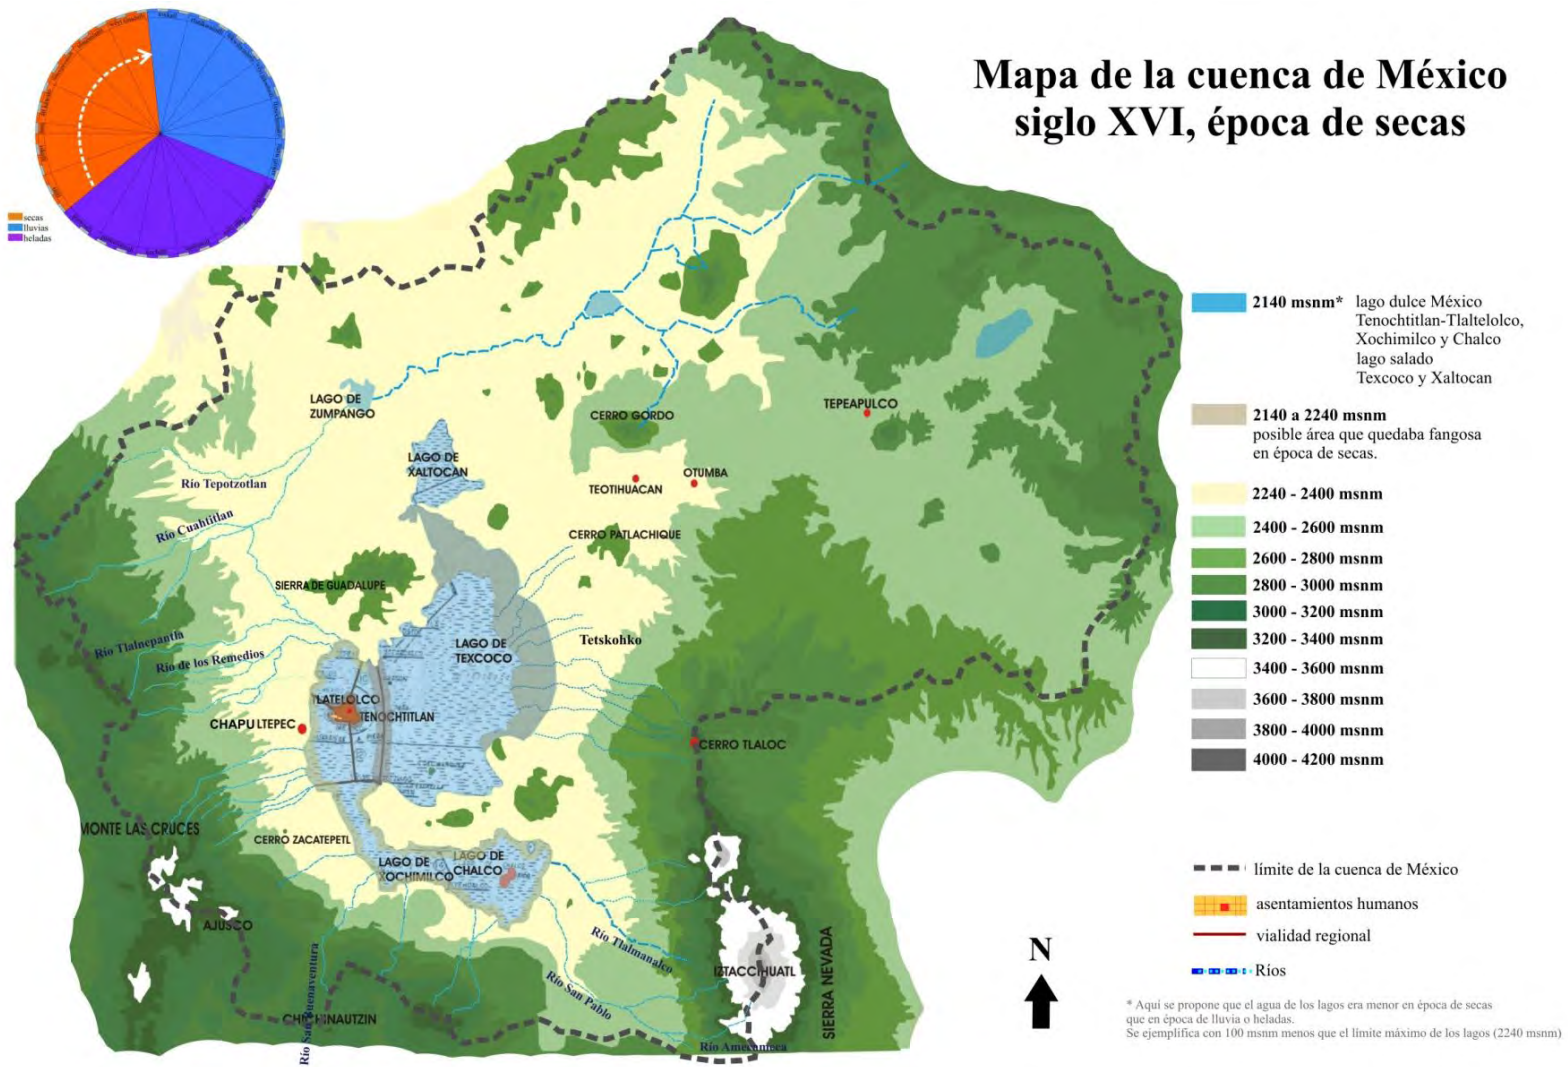 Mapa de la cuenca de México
siglo XVI, época de secas
secas
lluvias
heladas
2140 msnm*
lago dulce México
Tenochtitlan-Tlaltelolco,
Xochimilco y Chalco
lago salado
Texcoco y Xaltocan
2140 a 2240 msnm
posible área que quedaba fangosa
en época de secas.
2240 - 2400 msnm
2400 - 2600 msnm
2600 - 2800 msnm
2800 - 3000 msnm
3000 - 3200 msnm
3200 - 3400 msnm
3400 - 3600 msnm
3600 - 3800 msnm
3800 - 4000 msnm
4000 - 4200 msnm
límite de la cuenca de México
asentamientos humanos
vialidad regional
Ríos
N
* Aqui se propone que el agua de los lagos era menor en época de secas
que en época de lluvia o heladas.
Se ejemplifica con 100 msnm menos que el límite máximo de los lagos (2240 msnm)
LAGO DE
ZUMPANGO
CERRO GORDO
TEPEAPULCO
LAGO DE
XALTOCAN
OTUMBA
TEOTIHUACAN
Río Tepotzotlan
Río Cuahtitlan
CERRO PATLACHIQUE
SIERRA DE GUADALUPE
Río Tlalnepantla
Río de los Remedios
LAGO DE
TEXCOCO
Tetskohko
TLATELOLCO
TENOCHTITLAN
CHAPULTEPEC
CERRO TLALOC
MONTE LAS CRUCES
CERRO ZACATEPETL
LAGO DE
XOCHIMILCO
LAGO DE
CHALCO
AJUSCO
Río Tlalmanalco
Río San Pablo
IZTACCIHUATL
SIERRA NEVADA
Río San Buenaventura
CHICHINAUTZIN
Río Amecameca